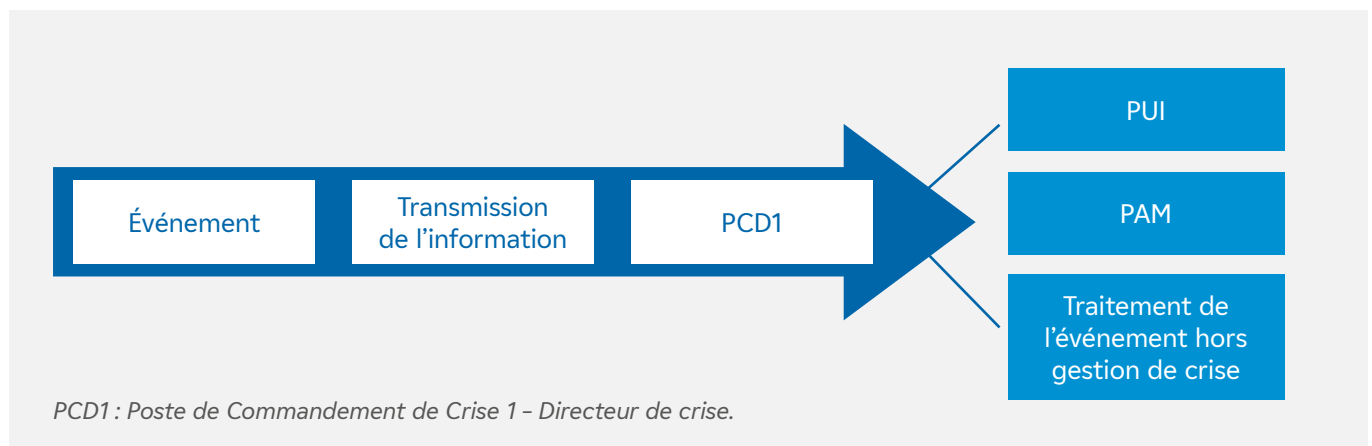 PUI
Événement
Transmission
de l’information
PCD1
PAM
Traitement de
l’événement hors
gestion de crise
PCD1 : Poste de Commandement de Crise 1 – Directeur de crise.